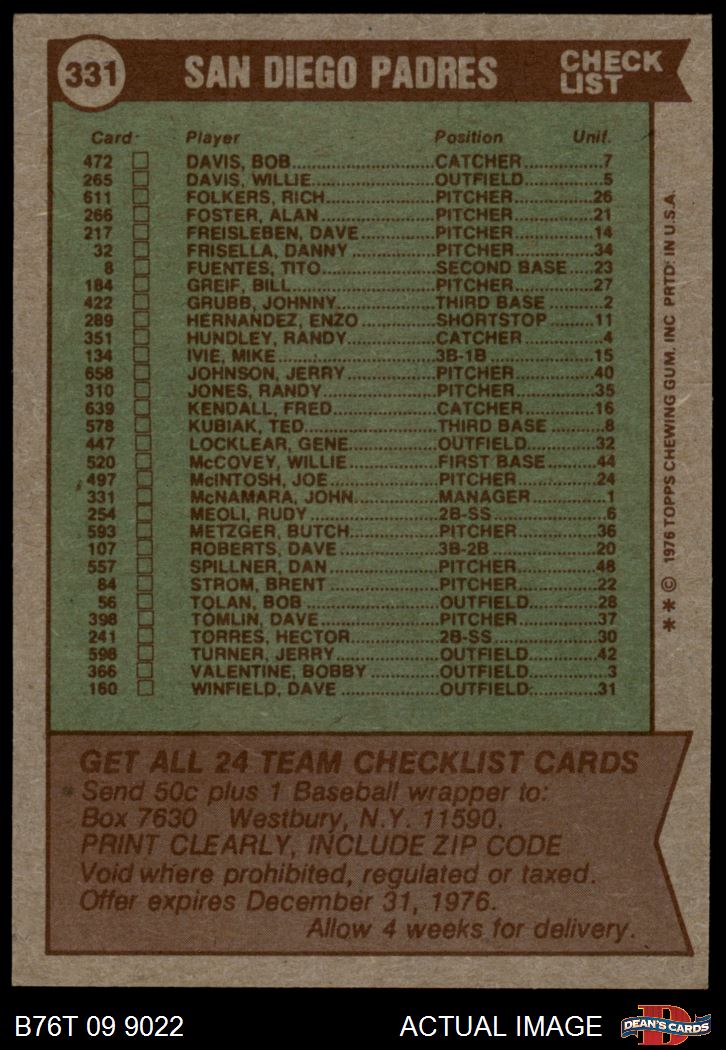 331 SAN DIEGO PADRES CHECK LIST
Card Player Position Unif.
472 DAVIS, BOB CATCHER 7
265 DAVIS, WILLIE OUTFIELD 5
611 FOLKERS, RICH PITCHER 26
266 FOSTER, ALAN PITCHER 21
217 FREISLEBEN, DAVE PITCHER 14
32 FRISELLA, DANNY PITCHER 34
8 FUENTES, TITO SECOND BASE 23
184 GREIF, BILL PITCHER 27
422 GRUBB, JOHNNY THIRD BASE 2
289 HERNANDEZ, ENZO SHORTSTOP 11
351 HUNDLEY, RANDY CATCHER 4
134 IVIE, MIKE 3B-1B 15
658 JOHNSON, JERRY PITCHER 40
310 JONES, RANDY PITCHER 35
639 KENDALL, FRED CATCHER 16
578 KUBIAK, TED THIRD BASE 8
447 LOCKLEAR, GENE OUTFIELD 32
520 McCOVEY, WILLIE FIRST BASE 44
497 McINTOSH, JOE PITCHER 24
331 McNAMARA, JOHN MANAGER 1
254 MEOLI, RUDY 2B-SS 6
593 METZGER, BUTCH PITCHER 36
107 ROBERTS, DAVE 3B-2B 20
557 SPILLNER, DAN PITCHER 48
84 STROM, BRENT PITCHER 22
56 TOLAN, BOB OUTFIELD 28
398 TOMLIN, DAVE PITCHER 37
241 TORRES, HECTOR 2B-SS 30
598 TURNER, JERRY OUTFIELD 42
366 VALENTINE, BOBBY OUTFIELD 3
160 WINFIELD, DAVE OUTFIELD 31
* * © 1976 TOPPS CHEWING GUM, INC PRTD. IN U.S.A.
GET ALL 24 TEAM CHECKLIST CARDS
Send 50c plus 1 Baseball wrapper to:
Box 7630 Westbury, N.Y. 11590.
PRINT CLEARLY, INCLUDE ZIP CODE
Void where prohibited, regulated or taxed.
Offer expires December 31, 1976.
Allow 4 weeks for delivery.
B76T 09 9022 ACTUAL IMAGE
D
DEAN'S CARDS